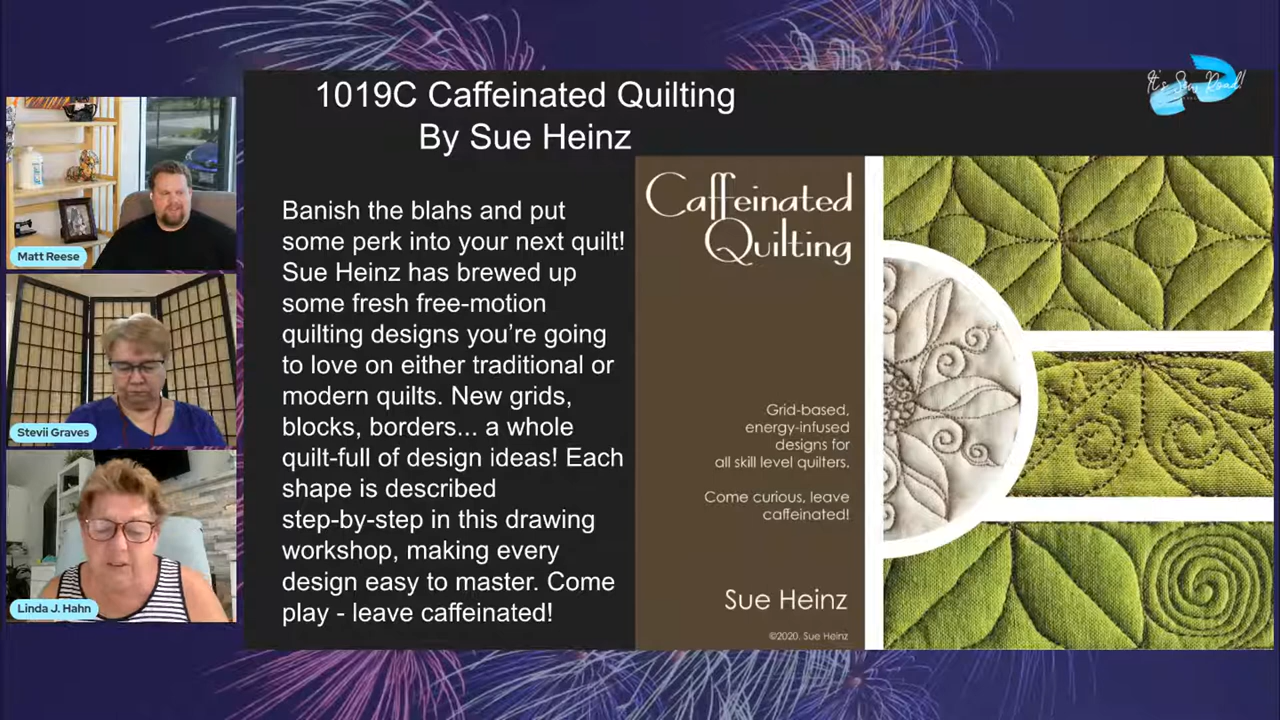 1019C Caffeinated Quilting
By Sue Heinz
It's Sew Road!
Banish the blahs and put
some perk into your next quilt!
Sue Heinz has brewed up
some fresh free-motion
quilting designs you’re going
to love on either traditional or
modern quilts. New grids,
blocks, borders... a whole
quilt-full of design ideas! Each
shape is described
step-by-step in this drawing
workshop, making every
design easy to master. Come
play - leave caffeinated!
Caffeinated
Quilting
Grid-based,
energy-infused
designs for
all skill level quilters.
Come curious, leave
caffeinated!
Sue Heinz
©2020. Sue Heinz
Matt Reese
Stevii Graves
Linda J. Hahn